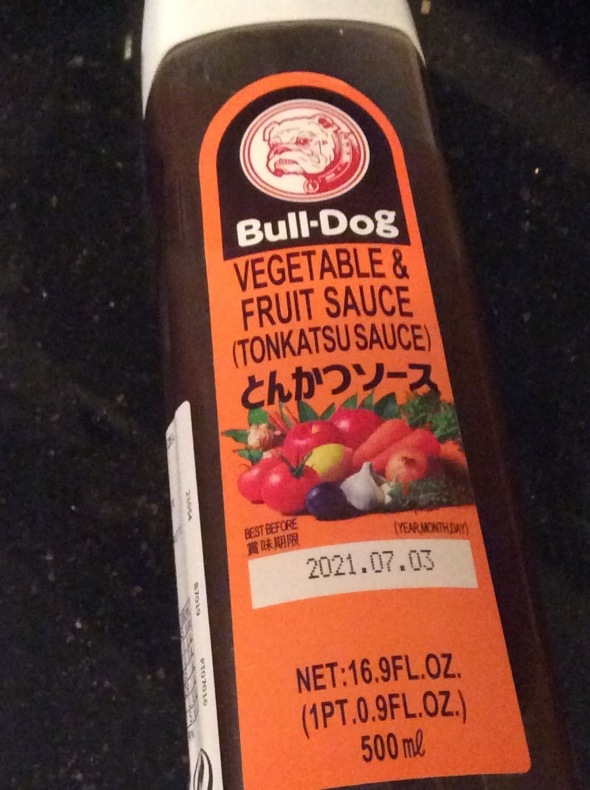 Bull-Dog
VEGETABLE &
FRUIT SAUCE
(TONKATSU SAUCE)
とんかつソース
BEST BEFORE (YEAR,MONTH,DAY)
賞味期限
2021.07.03
NET:16.9FL.OZ.
(1PT.0.9FL.OZ.)
500ml